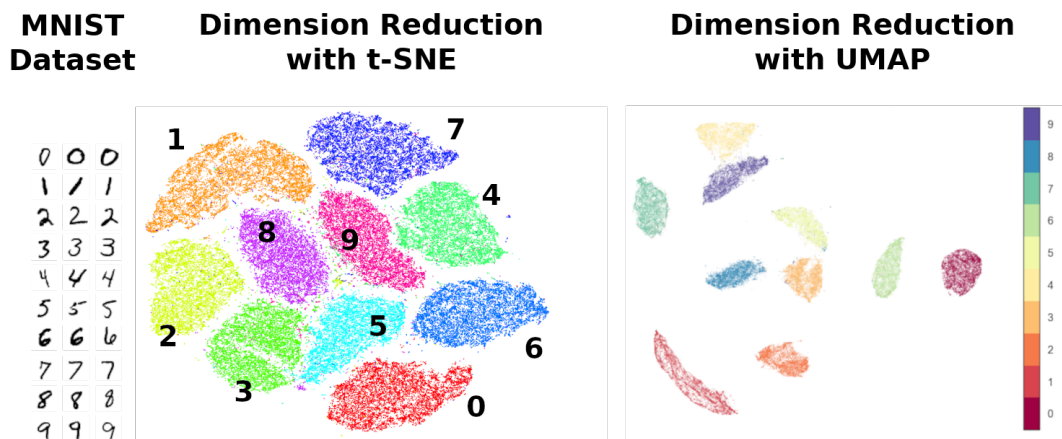 MNIST
Dataset
Dimension Reduction
with t-SNE
Dimension Reduction
with UMAP
0 0 0
1 1 1
2 2 2
3 3 3
4 4 4
5 5 5
6 6 6
7 7 7
8 8 8
9 9 9
1
7
4
8
9
2
5
6
3
0
9
8
7
6
5
4
3
2
1
0